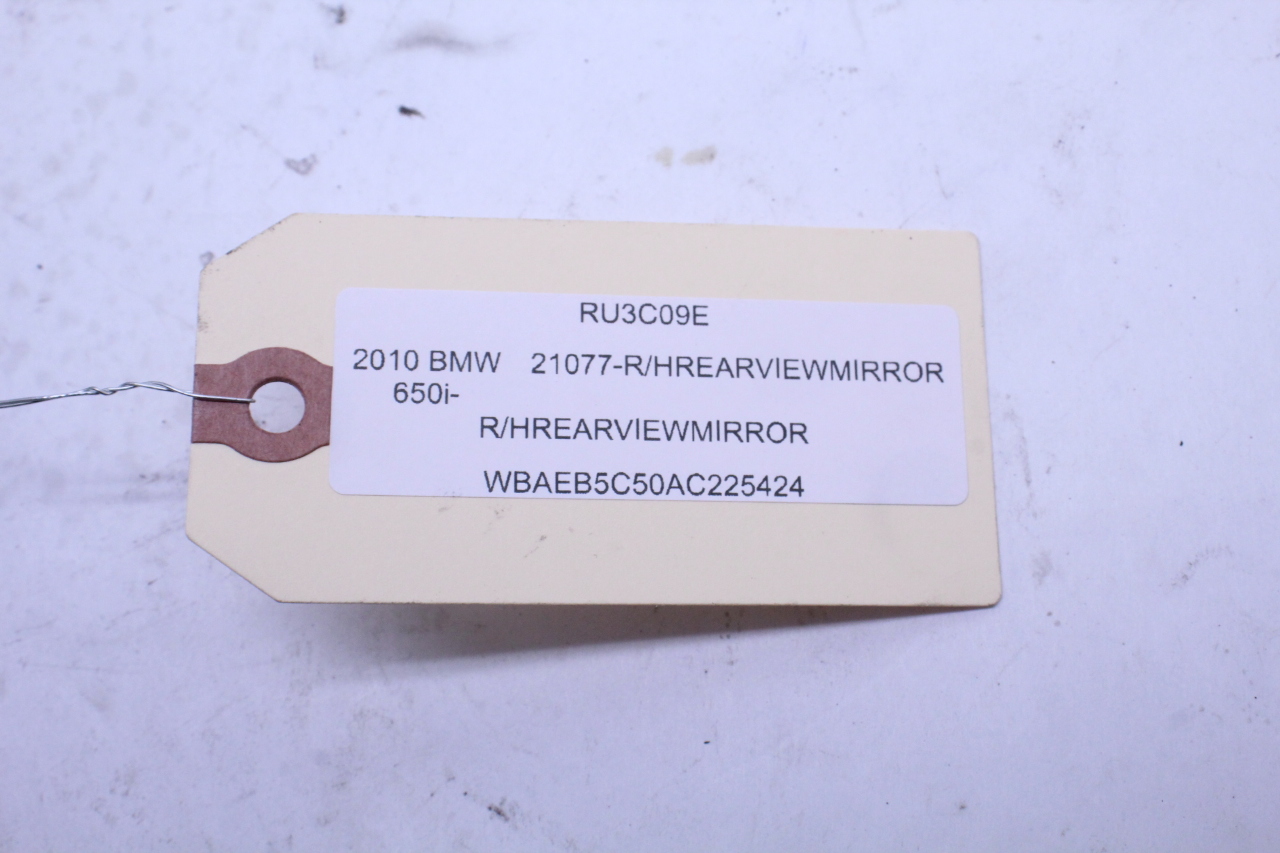 RU3C09E
2010 BMW 21077-R/HREARVIEWMIRROR
650i-
R/HREARVIEWMIRROR
WBAEB5C50AC225424